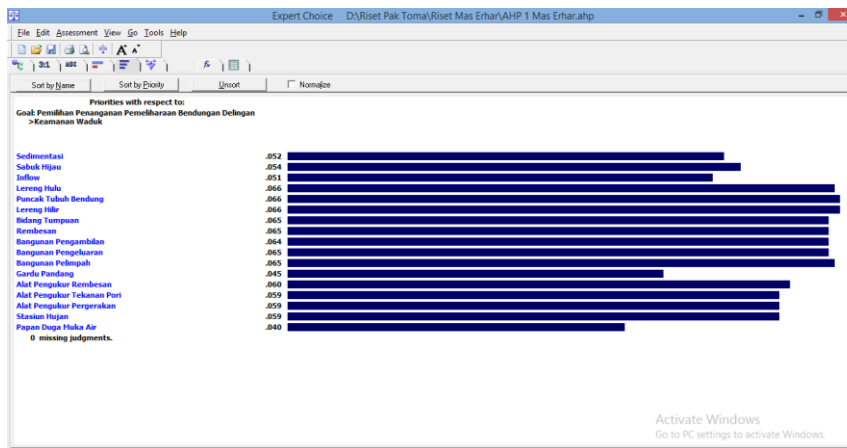 Expert Choice D:\Riset Pak Toma\Riset Mas Erhar\AHP 1 Mas Erhar.ahp
File Edit Assessment View Go Tools Help
A A
3:1 ABC
fx
Sort by Name Sort by Priority Unsort Normalize
Priorities with respect to:
Goal: Pemilihan Penanganan Pemeliharaan Bendungan Delingan
>Keamanan Waduk
Sedimentasi .052
Sabuk Hijau .054
Inflow .051
Lereng Hulu .066
Puncak Tubuh Bendung .066
Lereng Hilir .066
Bidang Tumpuan .065
Rembesan .065
Bangunan Pengambilan .064
Bangunan Pengeluaran .065
Bangunan Pelimpah .065
Gardu Pandang .045
Alat Pengukur Rembesan .060
Alat Pengukur Tekanan Pori .059
Alat Pengukur Pergerakan .059
Stasiun Hujan .059
Papan Duga Muka Air .040
0 missing judgments.
Activate Windows
Go to PC settings to activate Windows.